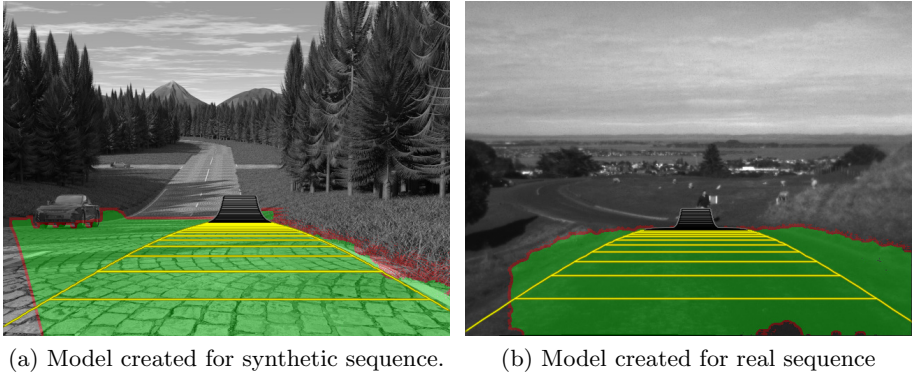 (a) Model created for synthetic sequence.
(b) Model created for real sequence